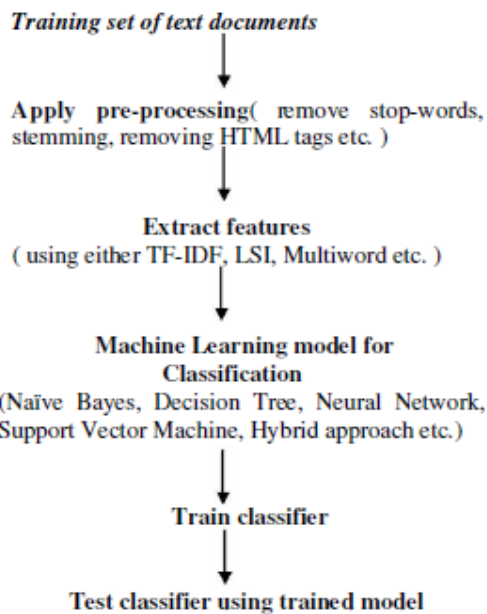 Training set of text documents
Apply pre-processing( remove stop-words,
stemming, removing HTML tags etc. )
Extract features
( using either TF-IDF, LSI, Multiword etc. )
Machine Learning model for
Classification
(Naïve Bayes, Decision Tree, Neural Network,
Support Vector Machine, Hybrid approach etc.)
Train classifier
Test classifier using trained model